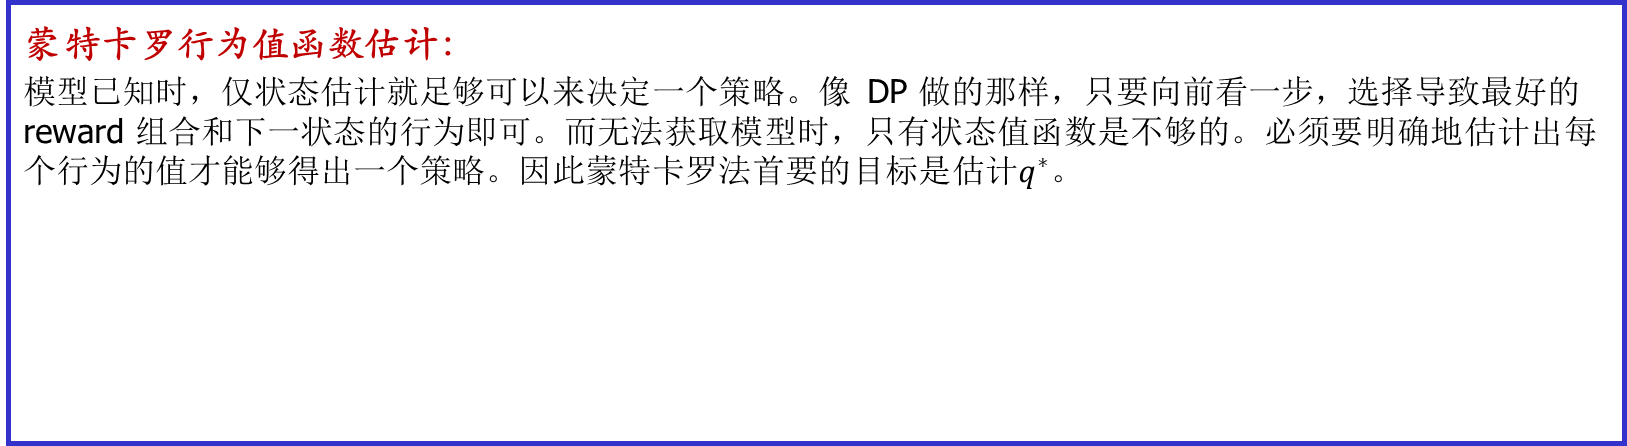 蒙特卡罗行为值函数估计:
模型已知时，仅状态估计就足够可以来决定一个策略。像 DP 做的那样，只要向前看一步，选择导致最好的
reward 组合和下一状态的行为即可。而无法获取模型时，只有状态值函数是不够的。必须要明确地估计出每
个行为的值才能够得出一个策略。因此蒙特卡罗法首要的目标是估计q*。